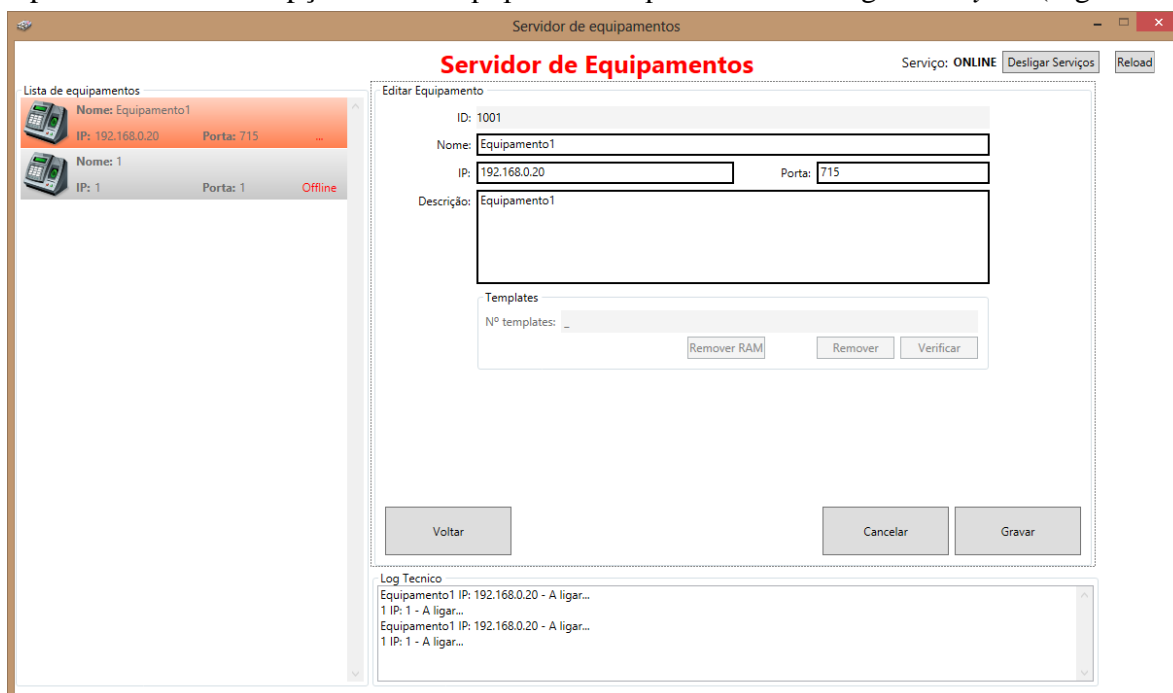 Servidor de equipamentos
Servidor de Equipamentos
Serviço: ONLINE Desligar Serviços Reload
Lista de equipamentos
Nome: Equipamento1
IP: 192.168.0.20 Porta: 715 ...
Nome: 1
IP: 1 Porta: 1 Offline
Editar Equipamento
ID: 1001
Nome: Equipamento1
IP: 192.168.0.20 Porta: 715
Descrição: Equipamento1
Templates
Nº templates: _
Remover RAM Remover Verificar
Voltar Cancelar Gravar
Log Tecnico
Equipamento1 IP: 192.168.0.20 - A ligar...
1 IP: 1 - A ligar...
Equipamento1 IP: 192.168.0.20 - A ligar...
1 IP: 1 - A ligar...